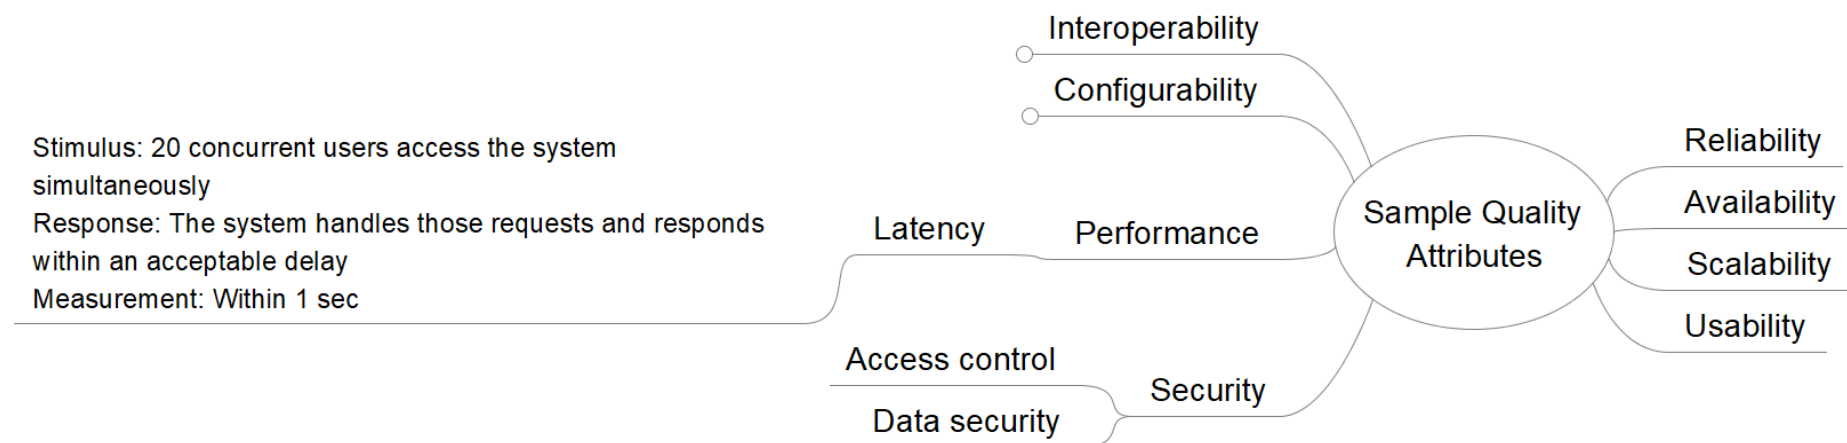 Interoperability
Configurability
Stimulus: 20 concurrent users access the system
simultaneously
Response: The system handles those requests and responds
within an acceptable delay
Measurement: Within 1 sec
Latency
Performance
Access control
Data security
Security
Sample Quality
Attributes
Reliability
Availability
Scalability
Usability